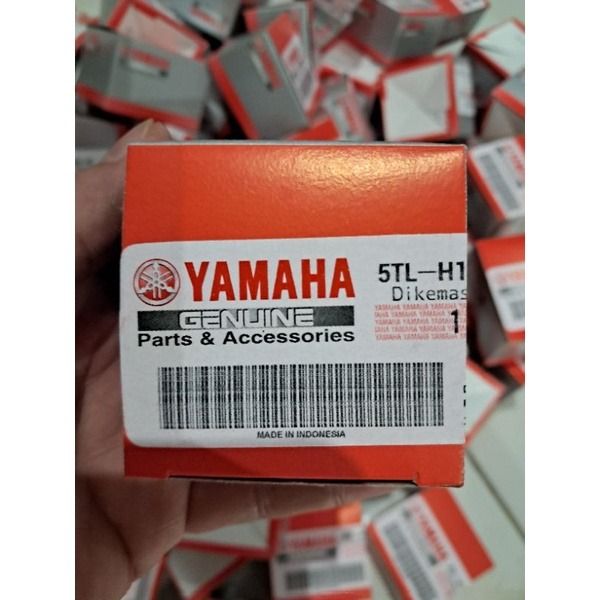 YAMAHA
GENUINE
Parts & Accessories
5TL-H1
Dikemas
1
MADE IN INDONESIA